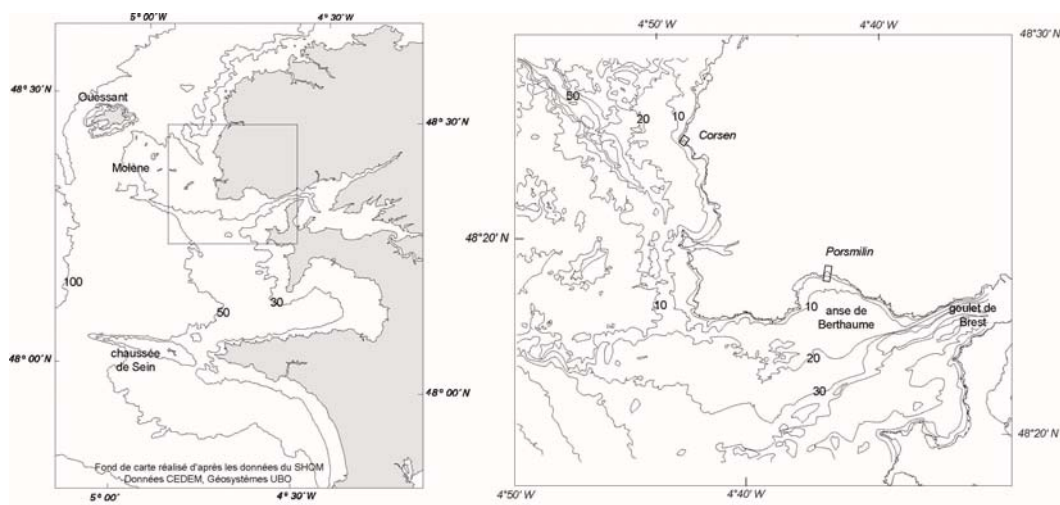 5° 00' W
4° 30' W
48° 30' N
Ouessant
48° 30' N
Molène
100
50
30
48° 00' N
chaussée
de Sein
48° 00' N
Fond de carte réalisé d'après les données du SHOM
Données CEDEM, Géosystèmes UBO
5° 00' W
4° 30' W
4°50' W
4°40' W
48°30' N
50
20
10
Corsen
48°20' N
Porsmilin
10
10
anse de
Berthaume
goulet de
Brest
20
30
48°20' N
4°50' W
4°40' W